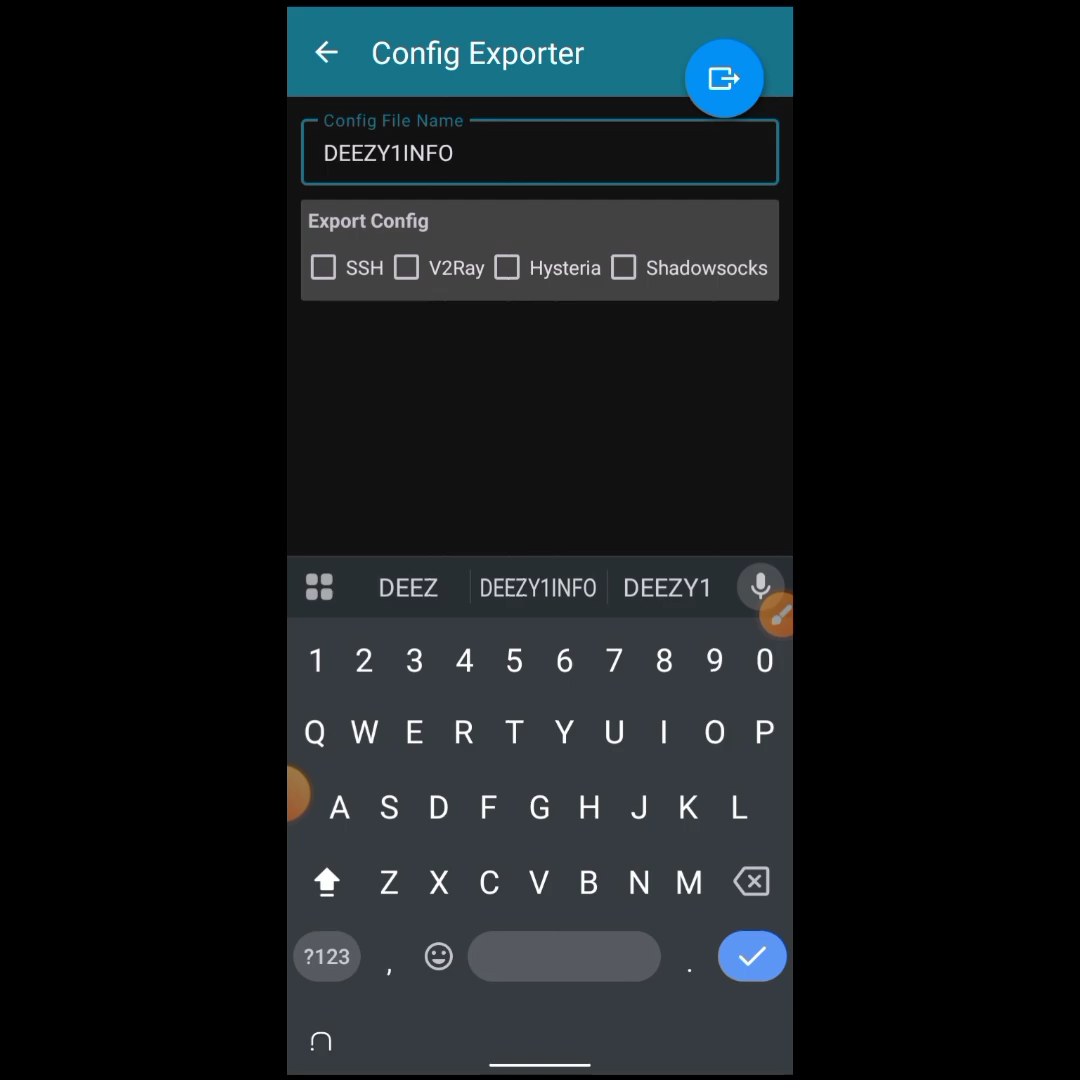 Config Exporter
Config File Name
DEEZY1INFO
Export Config
SSH V2Ray Hysteria Shadowsocks
DEEZ DEEZY1INFO DEEZY1
1 2 3 4 5 6 7 8 9 0
Q W E R T Y U I O P
A S D F G H J K L
Z X C V B N M
?123 , .